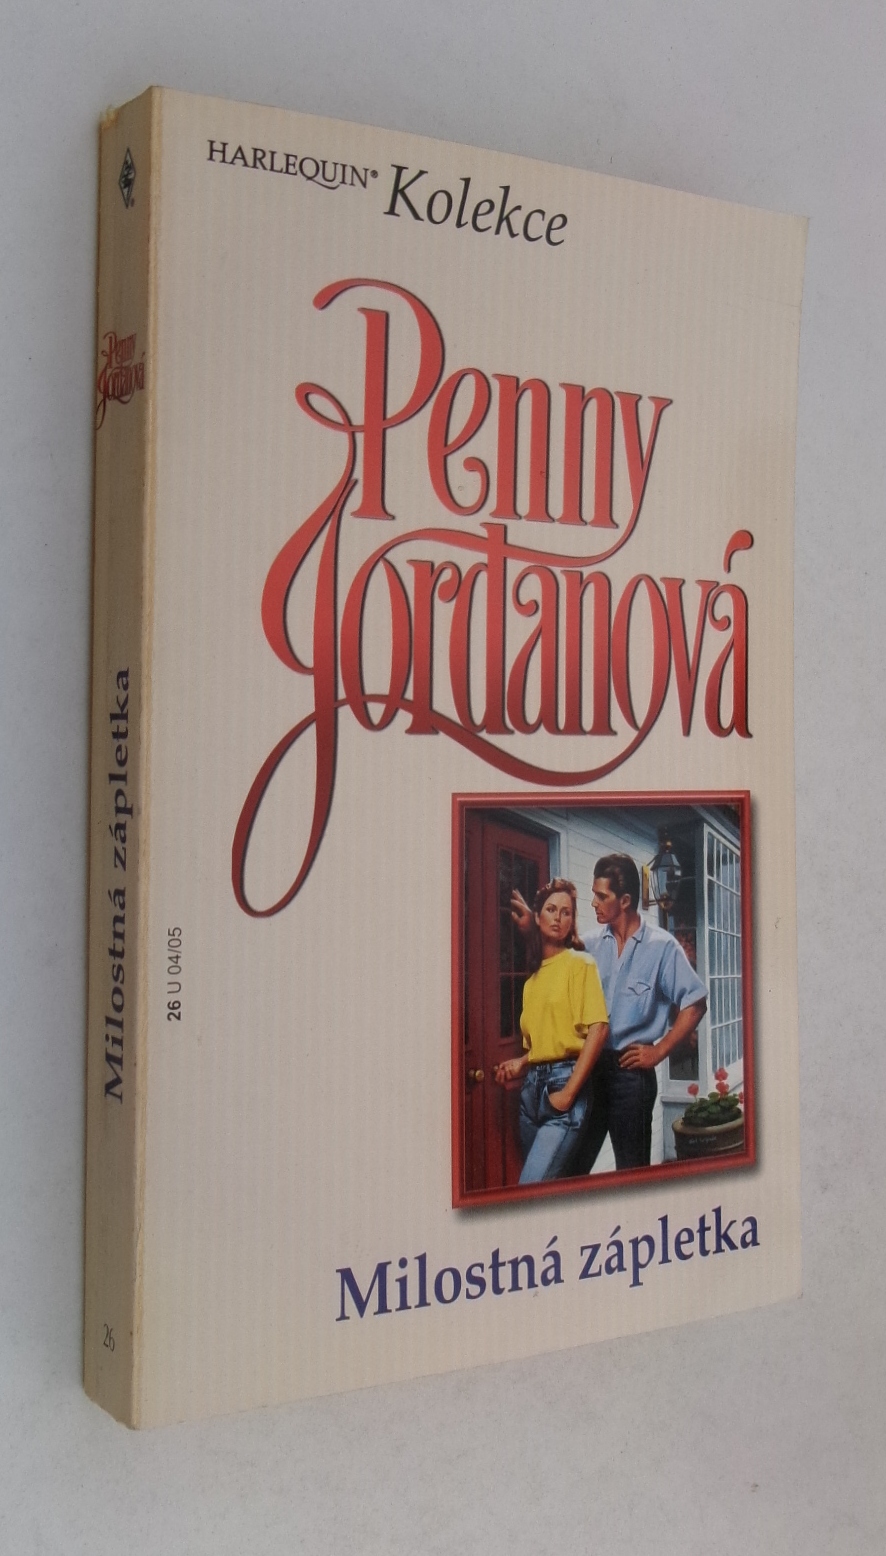 HARLEQUIN® Kolekce
Penny
Jordanová
26 U 04/05
Milostná zápletka
Penny
Jordanová
Milostná zápletka
26